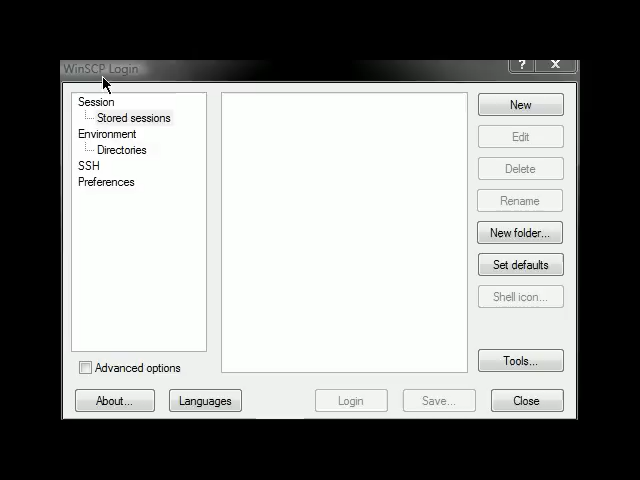 WinSCP Login
?
X
Session
Stored sessions
Environment
Directories
SSH
Preferences
Advanced options
New
Edit
Delete
Rename
New folder...
Set defaults
Shell icon...
Tools...
About...
Languages
Login
Save...
Close